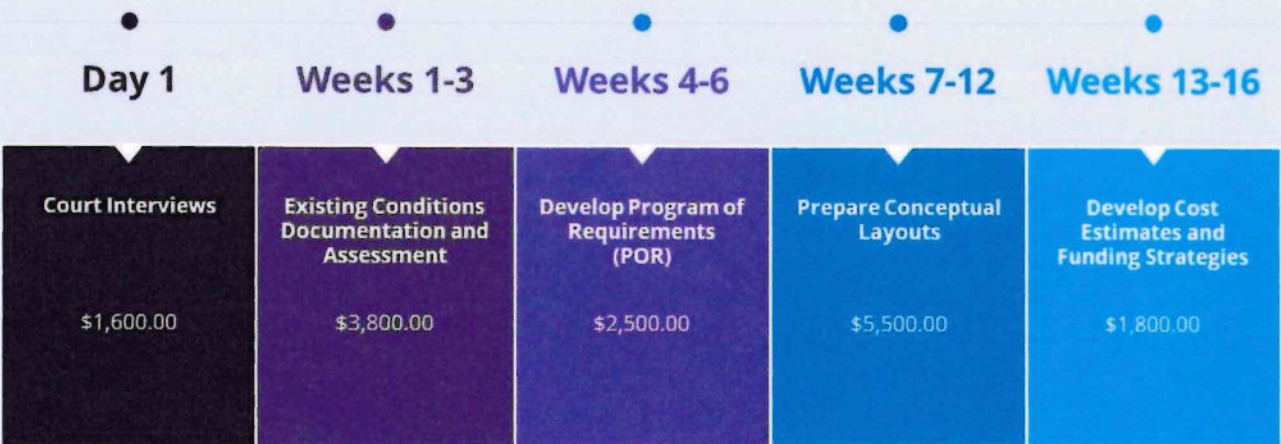 Day 1
Weeks 1-3
Weeks 4-6
Weeks 7-12
Weeks 13-16
Court Interviews
$1,600.00
Existing Conditions
Documentation and
Assessment
$3,800.00
Develop Program of
Requirements
(POR)
$2,500.00
Prepare Conceptual
Layouts
$5,500.00
Develop Cost
Estimates and
Funding Strategies
$1,800.00